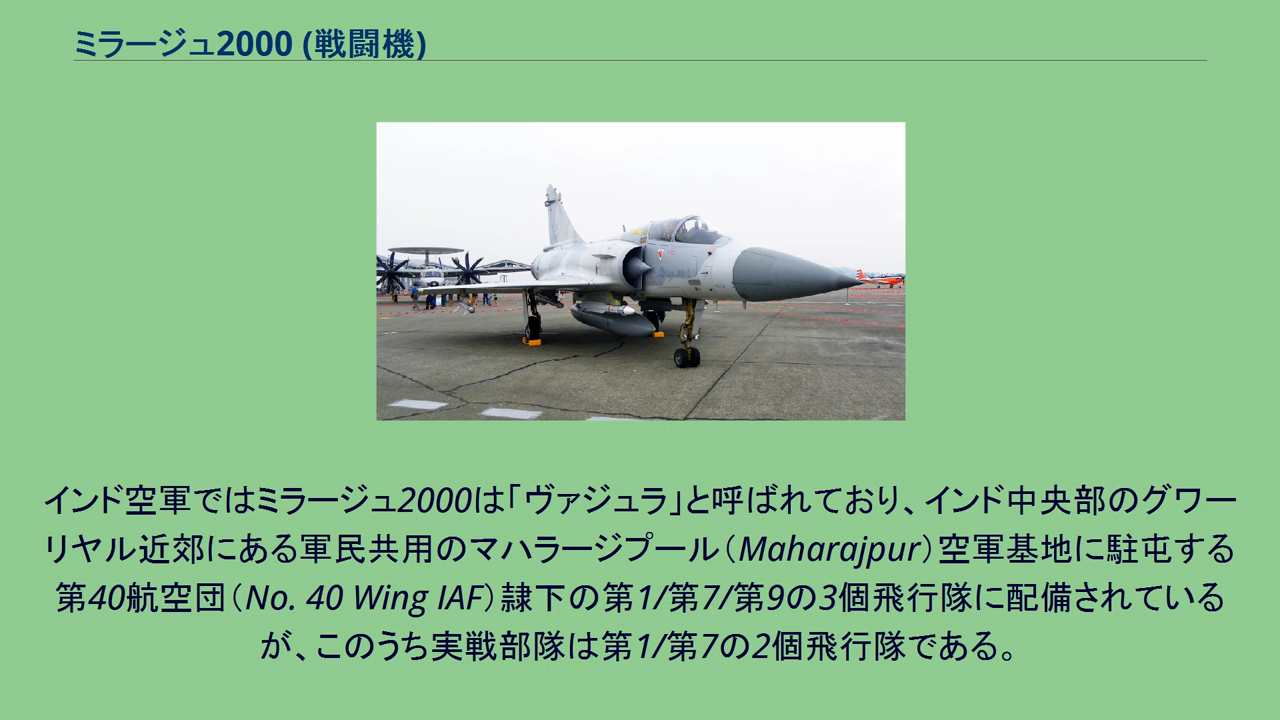 ミラージュ2000 (戦闘機)
インド空軍ではミラージュ2000は「ヴァジュラ」と呼ばれており、インド中央部のグワー
リヤル近郊にある軍民共用のマハラージプール（Maharajpur）空軍基地に駐屯する
第40航空団（No. 40 Wing IAF）隷下の第1/第7/第9の3個飛行隊に配備されている
が、このうち実戦部隊は第1/第7の2個飛行隊である。